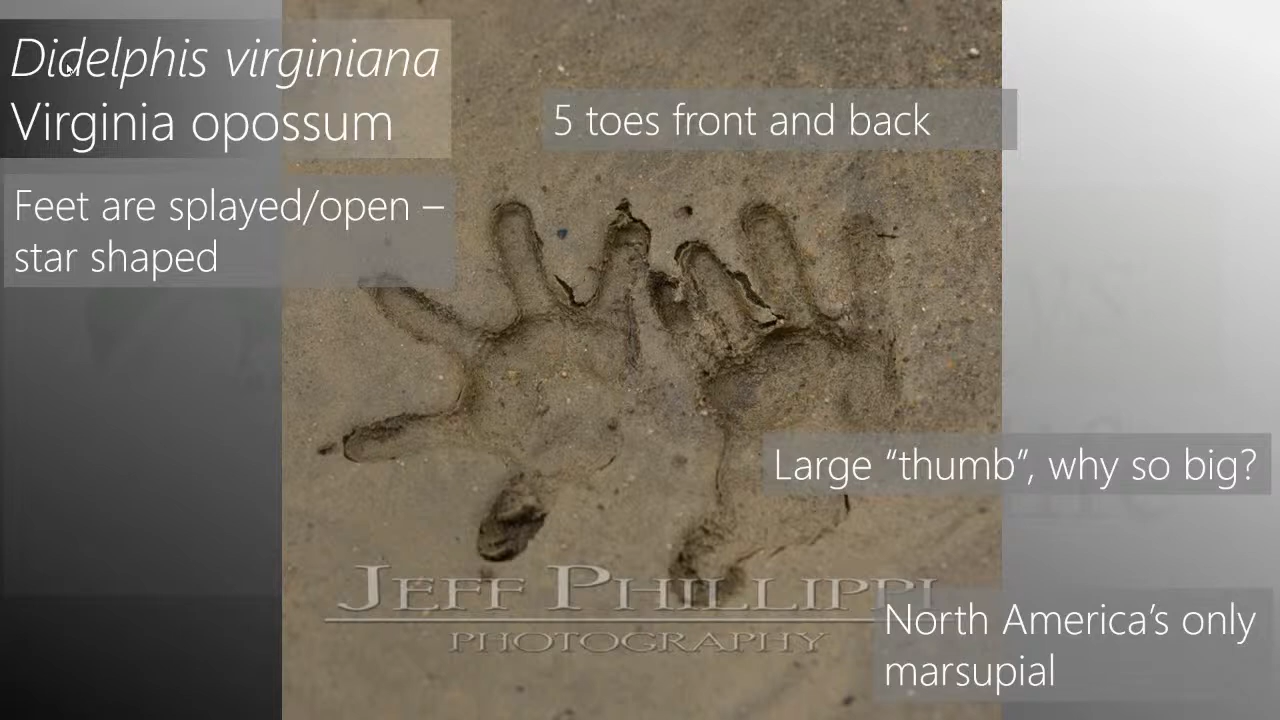 Didelphis virginiana
Virginia opossum
5 toes front and back
Feet are splayed/open –
star shaped
Large “thumb”, why so big?
JEFF PHILLIPPI
PHOTOGRAPHY
North America’s only
marsupial